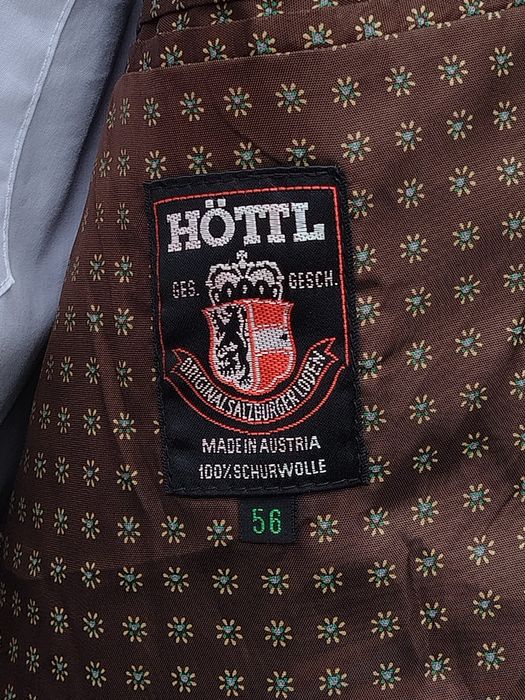 HÖTTL
GES. GESCH.
ORIGINAL SALZBURGER LODEN
MADE IN AUSTRIA
100% SCHURWOLLE
56